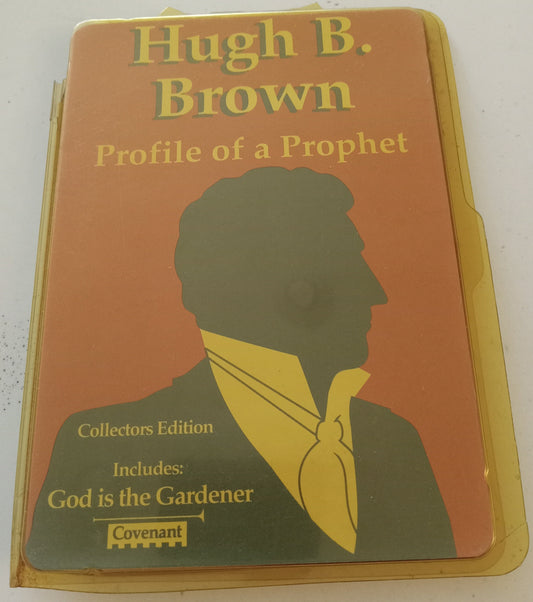 Hugh B.
Brown
Profile of a Prophet
Collectors Edition
Includes:
God is the Gardener
Covenant